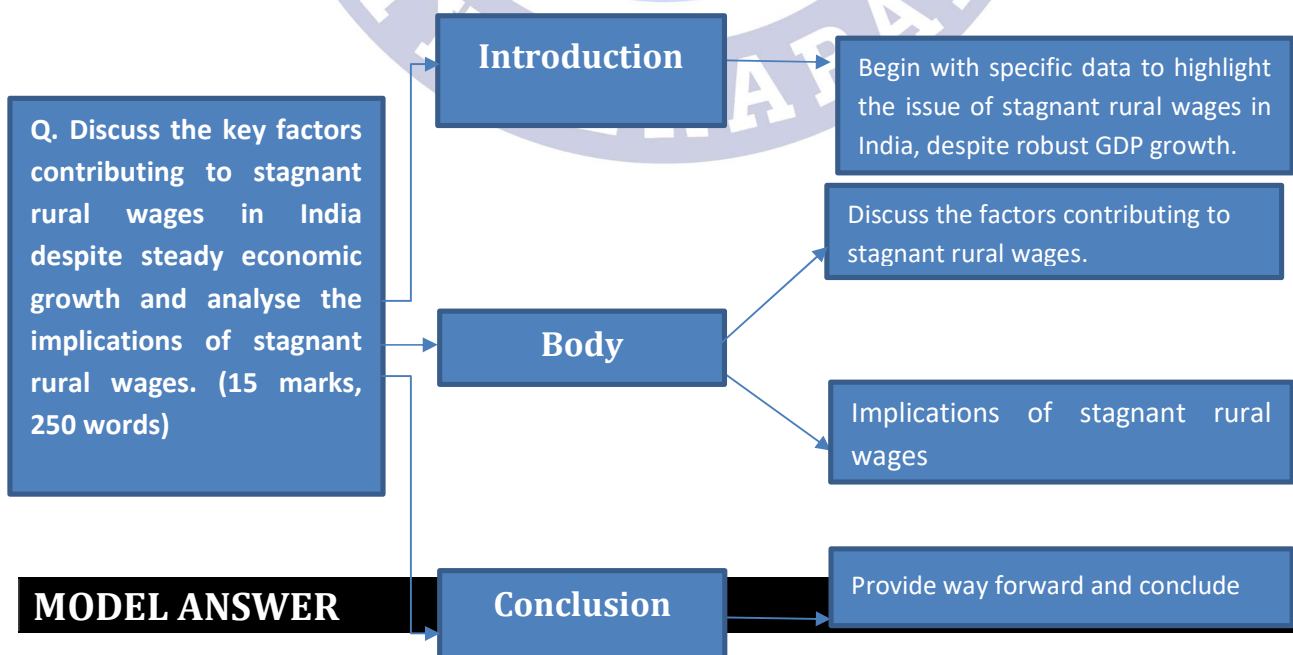 Q. Discuss the key factors
contributing to stagnant
rural wages in India
despite steady economic
growth and analyse the
implications of stagnant
rural wages. (15 marks,
250 words)
Introduction
Begin with specific data to highlight
the issue of stagnant rural wages in
India, despite robust GDP growth.
Body
Discuss the factors contributing to
stagnant rural wages.
Implications of stagnant rural
wages
Conclusion
Provide way forward and conclude
MODEL ANSWER